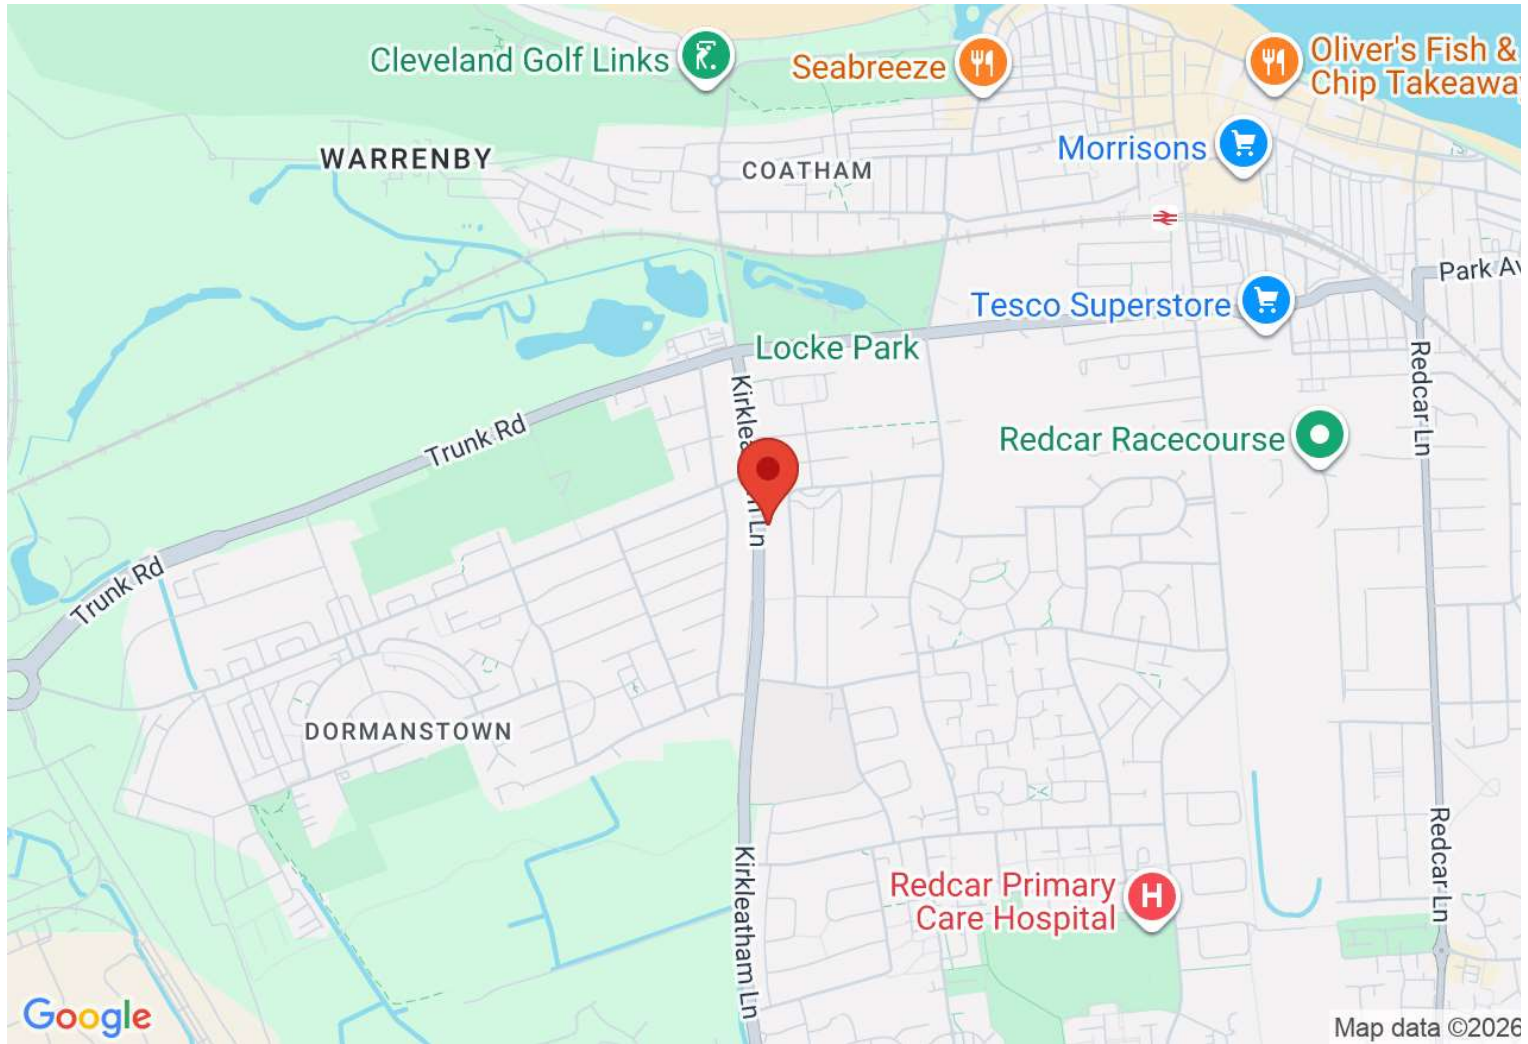 Cleveland Golf Links
Seabreeze
Oliver's Fish &
Chip Takeaway
WARRENBY
COATHAM
Morrisons
Park Av
Tesco Superstore
Locke Park
Redcar Ln
Trunk Rd
Redcar Racecourse
Trunk Rd
DORMANSTOWN
Redcar Ln
Kirkleatham Ln
Redcar Primary
Care Hospital
H
Google
Map data ©2026